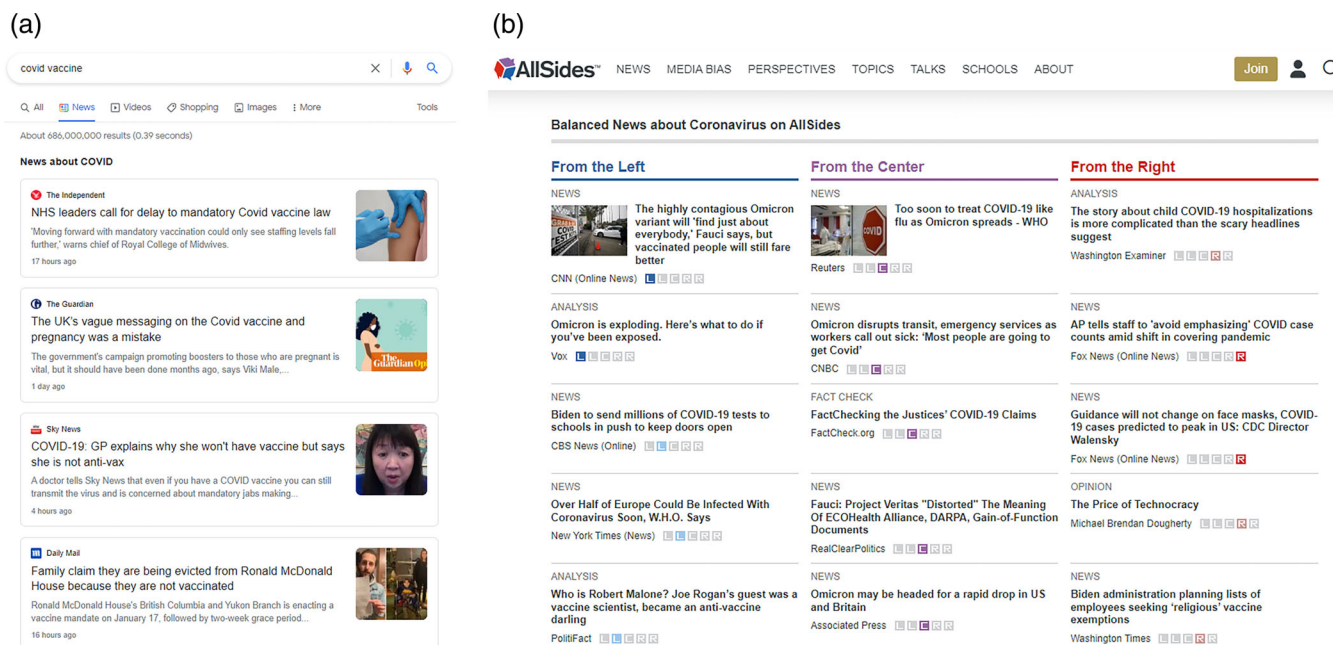 (a)
covid vaccine
All News Videos Shopping Images More Tools
About 686,000,000 results (0.39 seconds)
News about COVID
The Independent
NHS leaders call for delay to mandatory Covid vaccine law
'Moving forward with mandatory vaccination could only see staffing levels fall
further,' warns chief of Royal College of Midwives.
17 hours ago
The Guardian
The UK's vague messaging on the Covid vaccine and
pregnancy was a mistake
The government's campaign promoting boosters to those who are pregnant is
vital, but it should have been done months ago, says Viki Male,...
1 day ago
The
Guardian Op
Sky News
COVID-19: GP explains why she won't have vaccine but says
she is not anti-vax
A doctor tells Sky News that even if you have a COVID vaccine you can still
transmit the virus and is concerned about mandatory jabs making...
4 hours ago
Daily Mail
Family claim they are being evicted from Ronald McDonald
House because they are not vaccinated
Ronald McDonald House's British Columbia and Yukon Branch is enacting a
vaccine mandate on January 17, followed by two-week grace period...
16 hours ago
(b)
AllSides™ NEWS MEDIA BIAS PERSPECTIVES TOPICS TALKS SCHOOLS ABOUT Join
Balanced News about Coronavirus on AllSides
From the Left
NEWS
The highly contagious Omicron
variant will 'find just about
everybody,' Fauci says, but
vaccinated people will still fare
better
CNN (Online News) L L C R R
ANALYSIS
Omicron is exploding. Here's what to do if
you've been exposed.
Vox L L C R R
NEWS
Biden to send millions of COVID-19 tests to
schools in push to keep doors open
CBS News (Online) L L C R R
NEWS
Over Half of Europe Could Be Infected With
Coronavirus Soon, W.H.O. Says
New York Times (News) L L C R R
ANALYSIS
Who is Robert Malone? Joe Rogan's guest was a
vaccine scientist, became an anti-vaccine
darling
PolitiFact L L C R R
From the Center
NEWS
COVID
Too soon to treat COVID-19 like
flu as Omicron spreads - WHO
Reuters L L C R R
NEWS
Omicron disrupts transit, emergency services as
workers call out sick: 'Most people are going to
get Covid'
CNBC L L C R R
FACT CHECK
FactChecking the Justices' COVID-19 Claims
FactCheck.org L L C R R
NEWS
Fauci: Project Veritas "Distorted" The Meaning
Of ECOHealth Alliance, DARPA, Gain-of-Function
Documents
RealClearPolitics L L C R R
NEWS
Omicron may be headed for a rapid drop in US
and Britain
Associated Press L L C R R
From the Right
ANALYSIS
The story about child COVID-19 hospitalizations
is more complicated than the scary headlines
suggest
Washington Examiner L L C R R
NEWS
AP tells staff to 'avoid emphasizing' COVID case
counts amid shift in covering pandemic
Fox News (Online News) L L C R R
NEWS
Guidance will not change on face masks, COVID-
19 cases predicted to peak in US: CDC Director
Walensky
Fox News (Online News) L L C R R
OPINION
The Price of Technocracy
Michael Brendan Dougherty L L C R R
NEWS
Biden administration planning lists of
employees seeking 'religious' vaccine
exemptions
Washington Times L L C R R